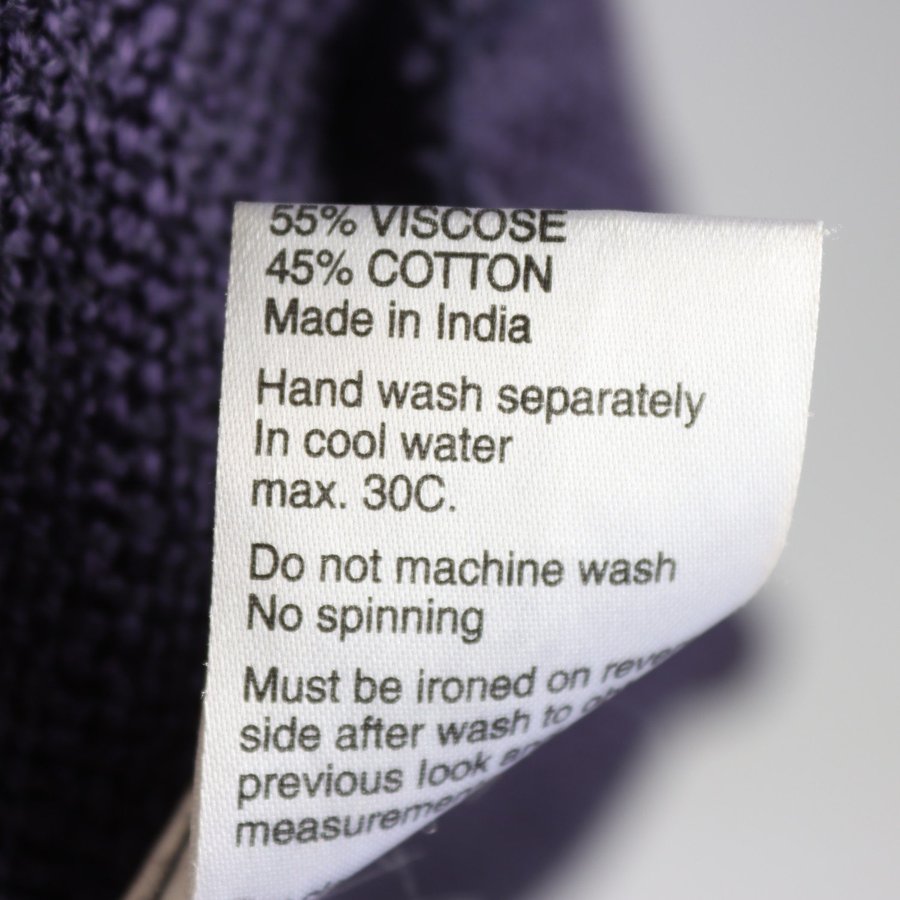 55% VISCOSE
45% COTTON
Made in India
Hand wash separately
In cool water
max. 30C.
Do not machine wash
No spinning
Must be ironed on
side after wash to
previous look